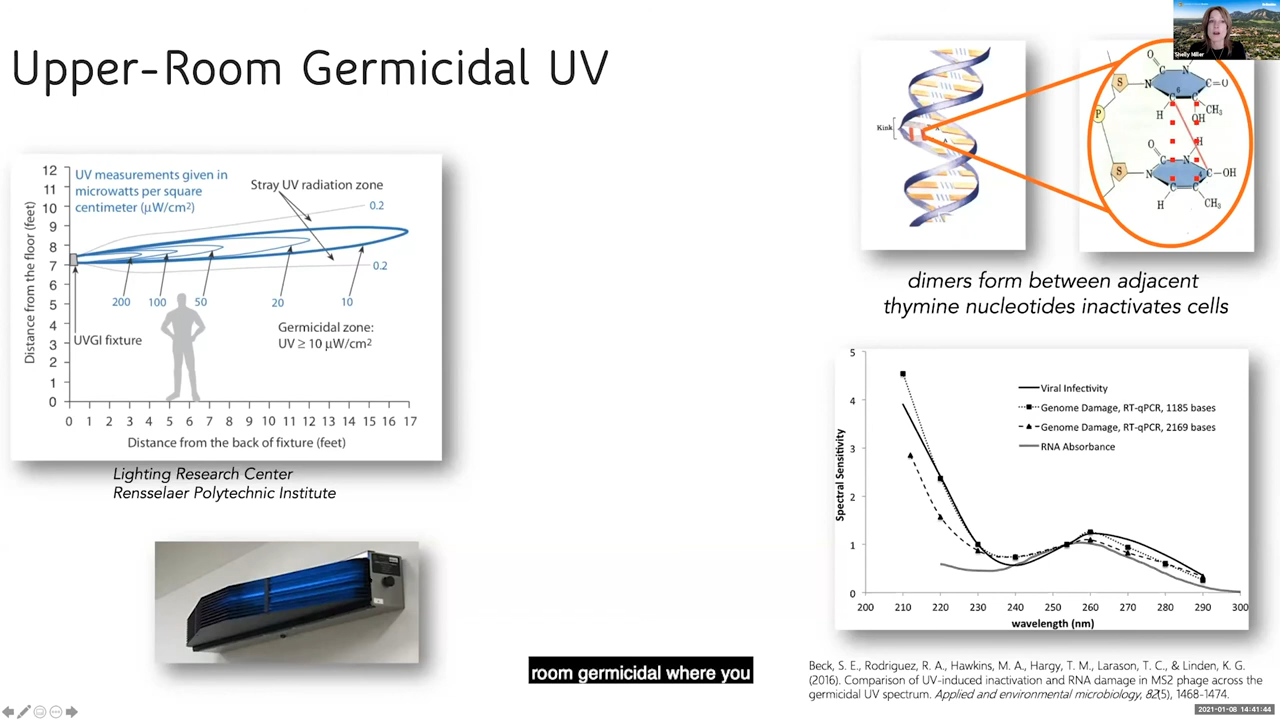 Upper-Room Germicidal UV
Shelly Miller
12
11
10
9
8
7
6
5
4
3
2
1
0
Distance from the floor (feet)
UV measurements given in
microwatts per square
centimeter (μW/cm²)
Stray UV radiation zone
0.2
0.2
200
100
50
20
10
UVGI fixture
Germicidal zone:
UV ≥ 10 μW/cm²
0 1 2 3 4 5 6 7 8 9 10 11 12 13 14 15 16 17
Distance from the back of fixture (feet)
Lighting Research Center
Rensselaer Polytechnic Institute
Kink
A
A
O
C
N
S
N
6
C
C=O
C
CH3
H
OH
P
H
O
C
N
S
N
4
C-OH
C=C
H
CH3
dimers form between adjacent
thymine nucleotides inactivates cells
5
4
3
2
1
0
Spectral Sensitivity
Viral Infectivity
Genome Damage, RT-qPCR, 1185 bases
Genome Damage, RT-qPCR, 2169 bases
RNA Absorbance
200 210 220 230 240 250 260 270 280 290 300
wavelength (nm)
room germicidal where you
Beck, S. E., Rodriguez, R. A., Hawkins, M. A., Hargy, T. M., Larason, T. C., & Linden, K. G.
(2016). Comparison of UV-induced inactivation and RNA damage in MS2 phage across the
germicidal UV spectrum. Applied and environmental microbiology, 82(5), 1468-1474.
2021-01-08 14:41:44